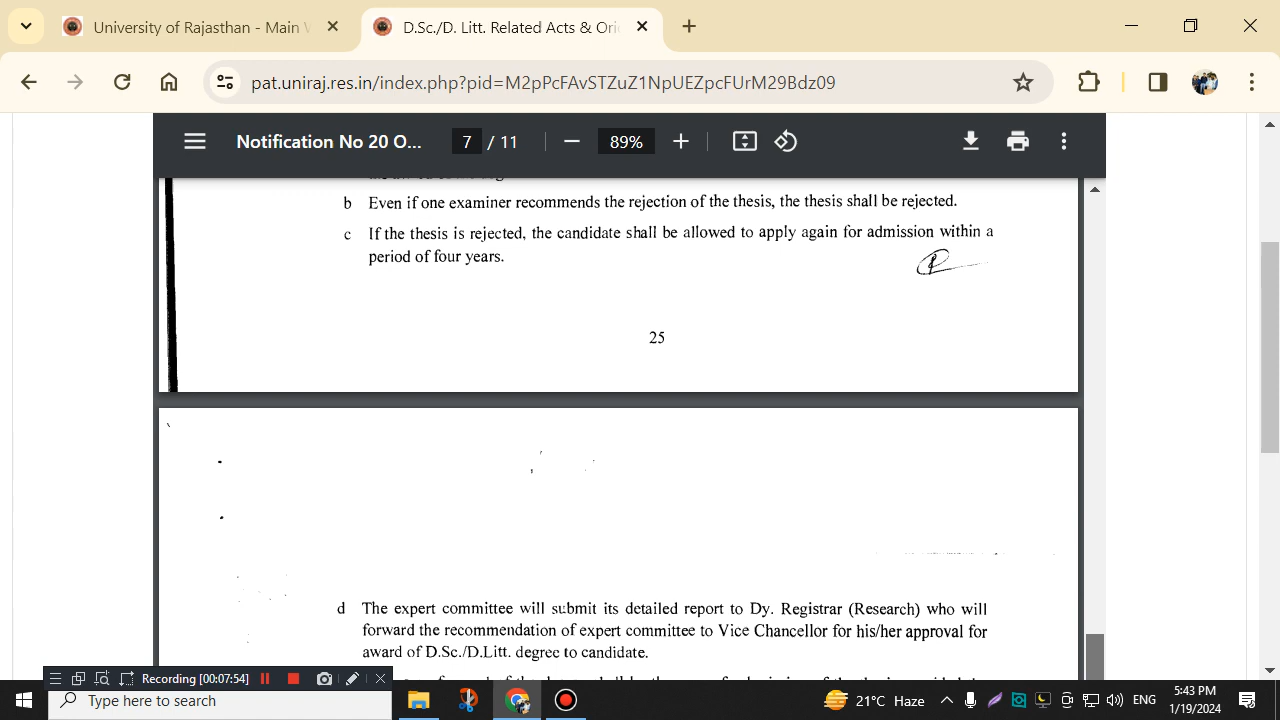 University of Rajasthan - Main
D.Sc./D. Litt. Related Acts & Ori
pat.uniraj.res.in/index.php?pid=M2pPcFAvSTZuZ1NpUEZpcFUrM29Bdz09
Notification No 20 O... 7 / 11 89%
b Even if one examiner recommends the rejection of the thesis, the thesis shall be rejected.
c If the thesis is rejected, the candidate shall be allowed to apply again for admission within a
period of four years.
25
d The expert committee will submit its detailed report to Dy. Registrar (Research) who will
forward the recommendation of expert committee to Vice Chancellor for his/her approval for
award of D.Sc./D.Litt. degree to candidate.
Recording [00:07:54]
Type here to search
21°C Haze
ENG
5:43 PM
1/19/2024